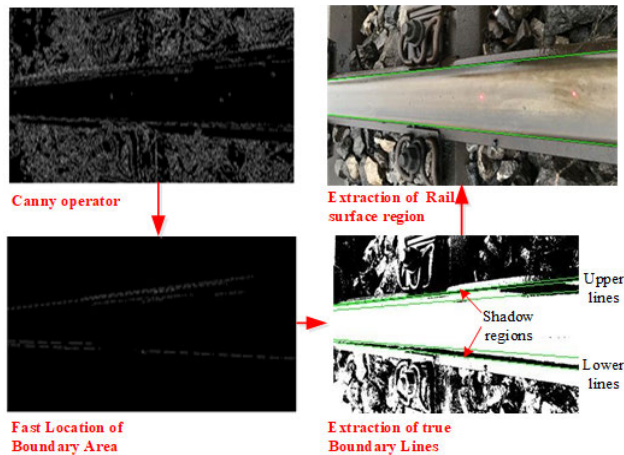 Canny operator
Extraction of Rail
surface region
Upper
lines
Shadow
regions
Lower
lines
Fast Location of
Boundary Area
Extraction of true
Boundary Lines